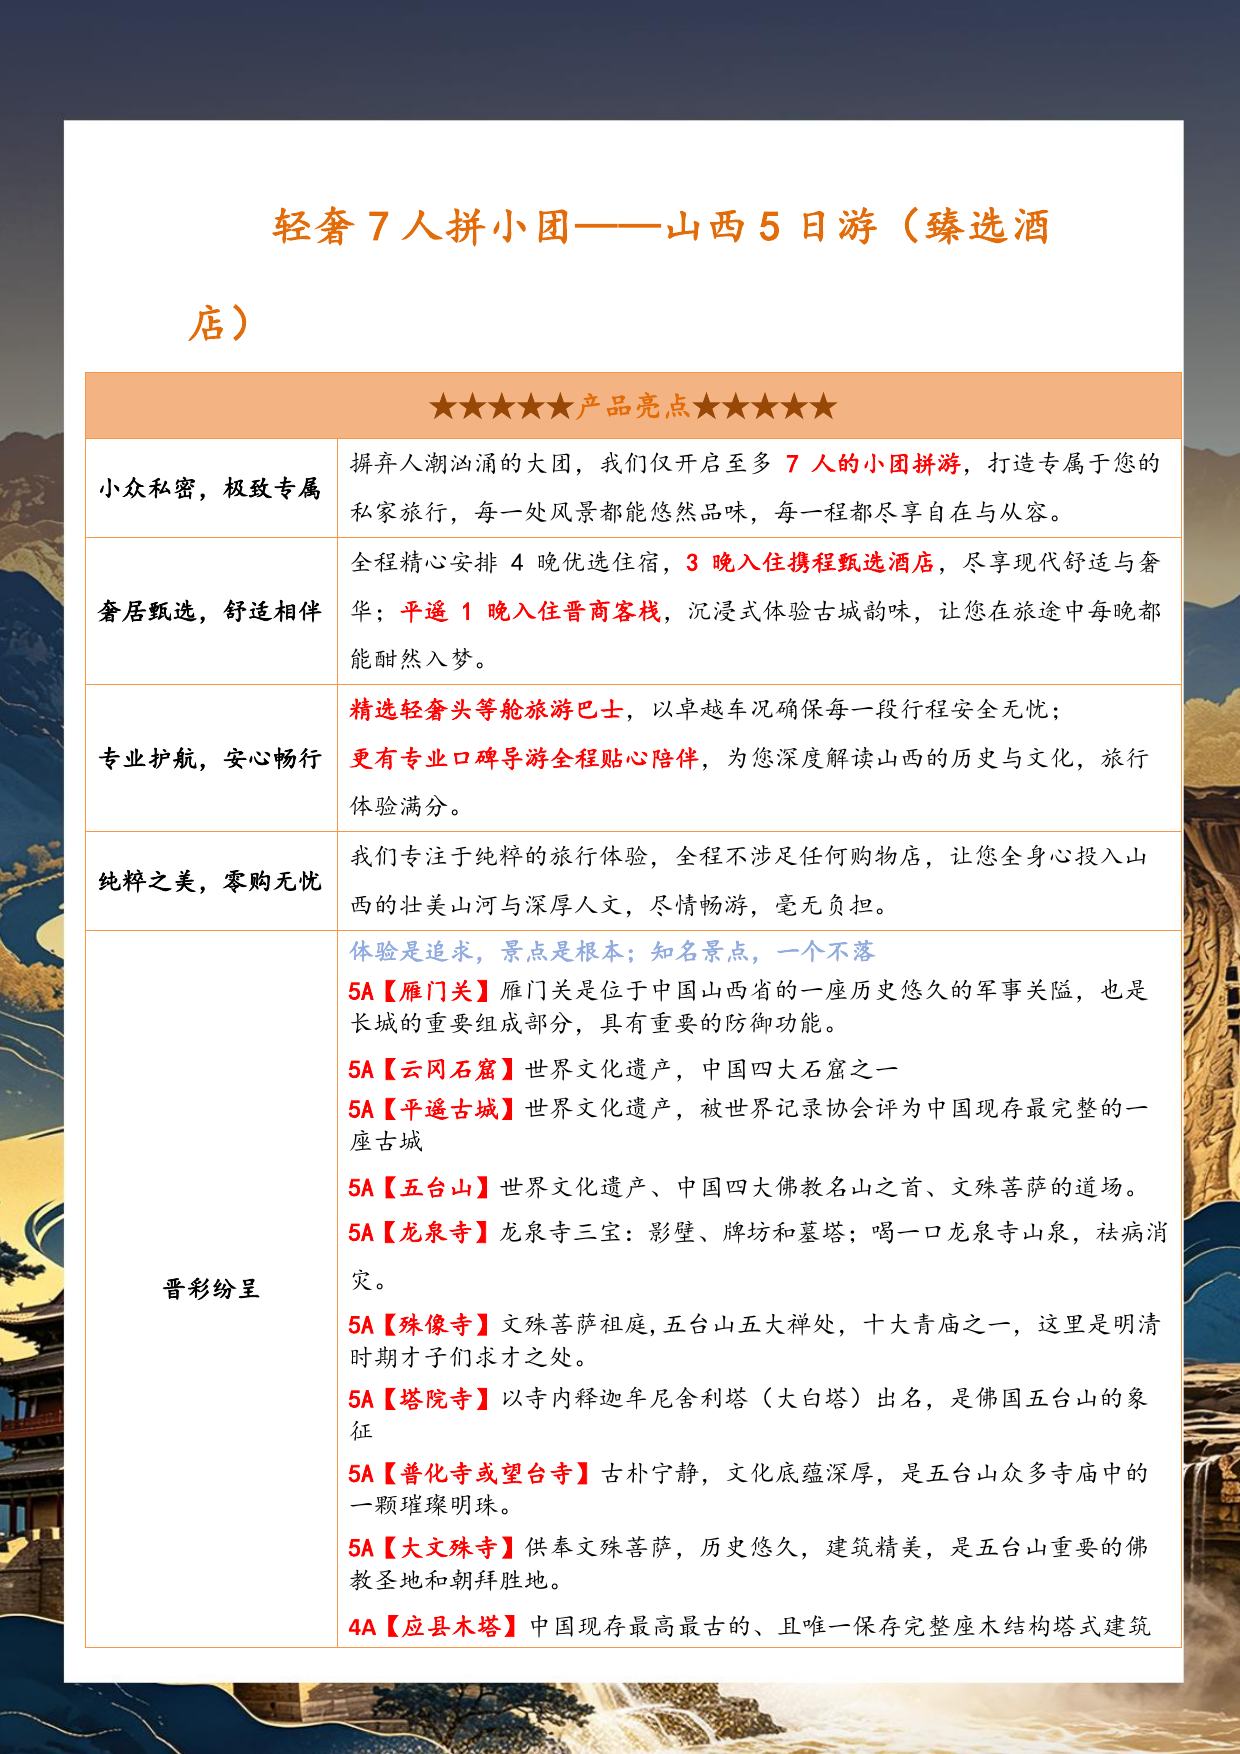 轻奢 7 人拼小团——山西 5 日游（臻选酒
店）
★★★★★产品亮点★★★★★
小众私密，极致专属
摒弃人潮汹涌的大团，我们仅开启至多 7 人的小团拼游，打造专属于您的
私家旅行，每一处风景都能悠然品味，每一程都尽享自在与从容。
奢居甄选，舒适相伴
全程精心安排 4 晚优选住宿，3 晚入住携程甄选酒店，尽享现代舒适与奢
华；平遥 1 晚入住晋商客栈，沉浸式体验古城韵味，让您在旅途中每晚都
能酣然入梦。
专业护航，安心畅行
精选轻奢头等舱旅游巴士，以卓越车况确保每一段行程安全无忧；
更有专业口碑导游全程贴心陪伴，为您深度解读山西的历史与文化，旅行
体验满分。
纯粹之美，零购无忧
我们专注于纯粹的旅行体验，全程不涉足任何购物店，让您全身心投入山
西的壮美山河与深厚人文，尽情畅游，毫无负担。
晋彩纷呈
体验是追求，景点是根本；知名景点，一个不落
5A【雁门关】雁门关是位于中国山西省的一座历史悠久的军事关隘，也是
长城的重要组成部分，具有重要的防御功能。
5A【云冈石窟】世界文化遗产，中国四大石窟之一
5A【平遥古城】世界文化遗产，被世界记录协会评为中国现存最完整的一
座古城
5A【五台山】世界文化遗产、中国四大佛教名山之首、文殊菩萨的道场。
5A【龙泉寺】龙泉寺三宝：影壁、牌坊和墓塔；喝一口龙泉寺山泉，祛病消
灾。
5A【殊像寺】文殊菩萨祖庭,五台山五大禅处，十大青庙之一，这里是明清
时期才子们求才之处。
5A【塔院寺】以寺内释迦牟尼舍利塔（大白塔）出名，是佛国五台山的象
征
5A【普化寺或望台寺】古朴宁静，文化底蕴深厚，是五台山众多寺庙中的
一颗璀璨明珠。
5A【大文殊寺】供奉文殊菩萨，历史悠久，建筑精美，是五台山重要的佛
教圣地和朝拜胜地。
4A【应县木塔】中国现存最高最古的、且唯一保存完整座木结构塔式建筑